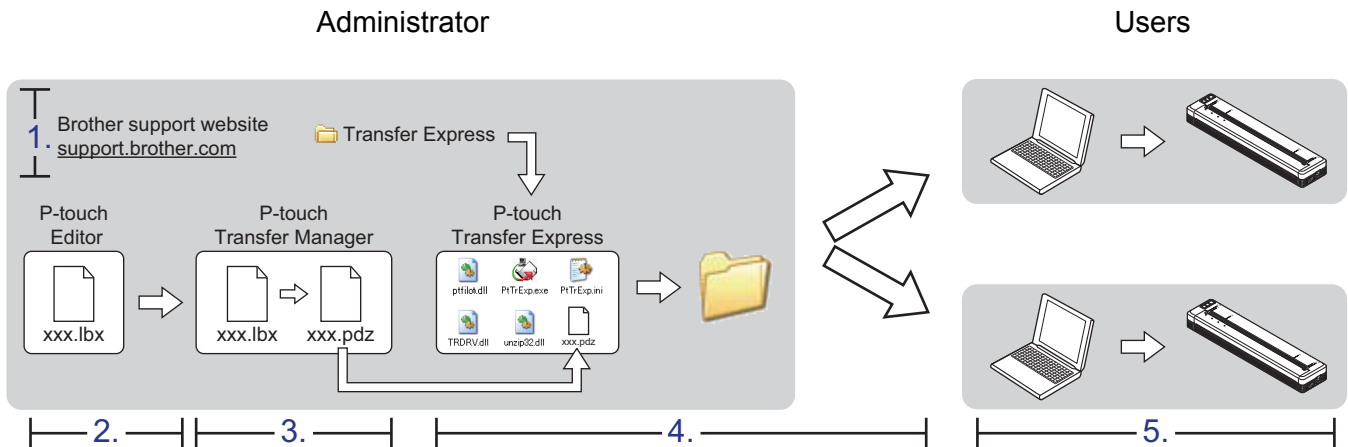 Administrator
Users
1.
Brother support website
support.brother.com
Transfer Express
P-touch
Editor
xxx.lbx
P-touch
Transfer Manager
xxx.lbx xxx.pdz
P-touch
Transfer Express
ptfilot.dll PtTrExp.exe PtTrExp.ini
TRDRV.dll unzip32.dll xxx.pdz
2. 3. 4. 5.